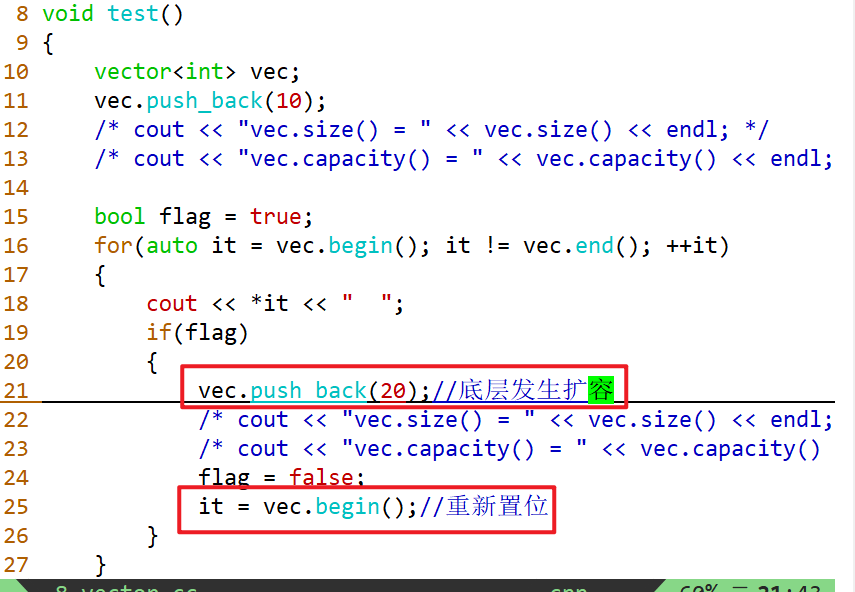 8 void test()
9 {
10     vector<int> vec;
11     vec.push_back(10);
12     /* cout << "vec.size() = " << vec.size() << endl; */
13     /* cout << "vec.capacity() = " << vec.capacity() << endl;
14
15     bool flag = true;
16     for(auto it = vec.begin(); it != vec.end(); ++it)
17     {
18         cout << *it << "  ";
19         if(flag)
20         {
21             vec.push_back(20);//底层发生扩容
22             /* cout << "vec.size() = " << vec.size() << endl;
23             /* cout << "vec.capacity() = " << vec.capacity()
24             flag = false;
25             it = vec.begin();//重新置位
26         }
27     }